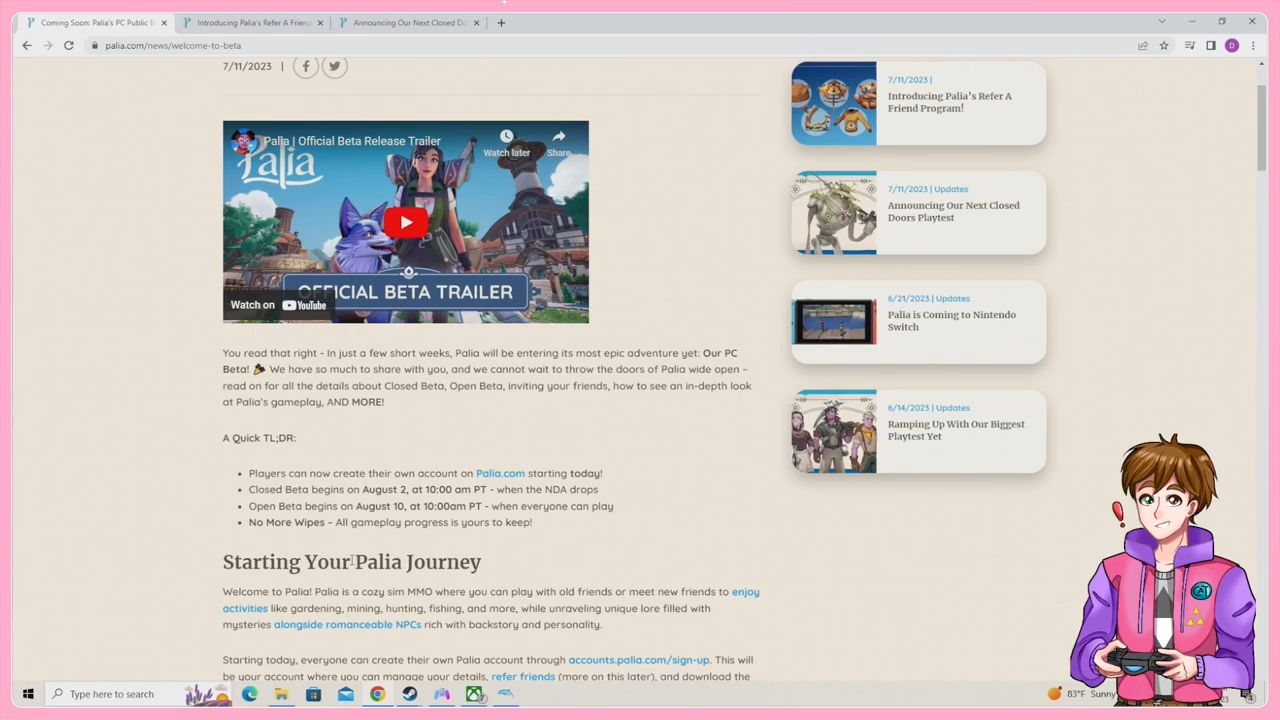 Coming Soon: Palia's PC Public B
Introducing Palia's Refer A Friend
Announcing Our Next Closed Do
palia.com/news/welcome-to-beta
D
7/11/2023 |
Palia | Official Beta Release Trailer
Watch later
Share
Palia
OFFICIAL BETA TRAILER
Watch on YouTube
You read that right - In just a few short weeks, Palia will be entering its most epic adventure yet: Our PC
Beta! 🎉 We have so much to share with you, and we cannot wait to throw the doors of Palia wide open –
read on for all the details about Closed Beta, Open Beta, inviting your friends, how to see an in-depth look
at Palia's gameplay, AND MORE!
A Quick TL;DR:
• Players can now create their own account on Palia.com starting today!
• Closed Beta begins on August 2, at 10:00 am PT - when the NDA drops
• Open Beta begins on August 10, at 10:00am PT - when everyone can play
• No More Wipes – All gameplay progress is yours to keep!
Starting Your Palia Journey
Welcome to Palia! Palia is a cozy sim MMO where you can play with old friends or meet new friends to enjoy
activities like gardening, mining, hunting, fishing, and more, while unraveling unique lore filled with
mysteries alongside romanceable NPCs rich with backstory and personality.
Starting today, everyone can create their own Palia account through accounts.palia.com/sign-up. This will
be your account where you can manage your details, refer friends (more on this later), and download the
7/11/2023 |
Introducing Palia's Refer A
Friend Program!
7/11/2023 | Updates
Announcing Our Next Closed
Doors Playtest
6/21/2023 | Updates
Palia is Coming to Nintendo
Switch
6/14/2023 | Updates
Ramping Up With Our Biggest
Playtest Yet
Type here to search
83°F Sunny